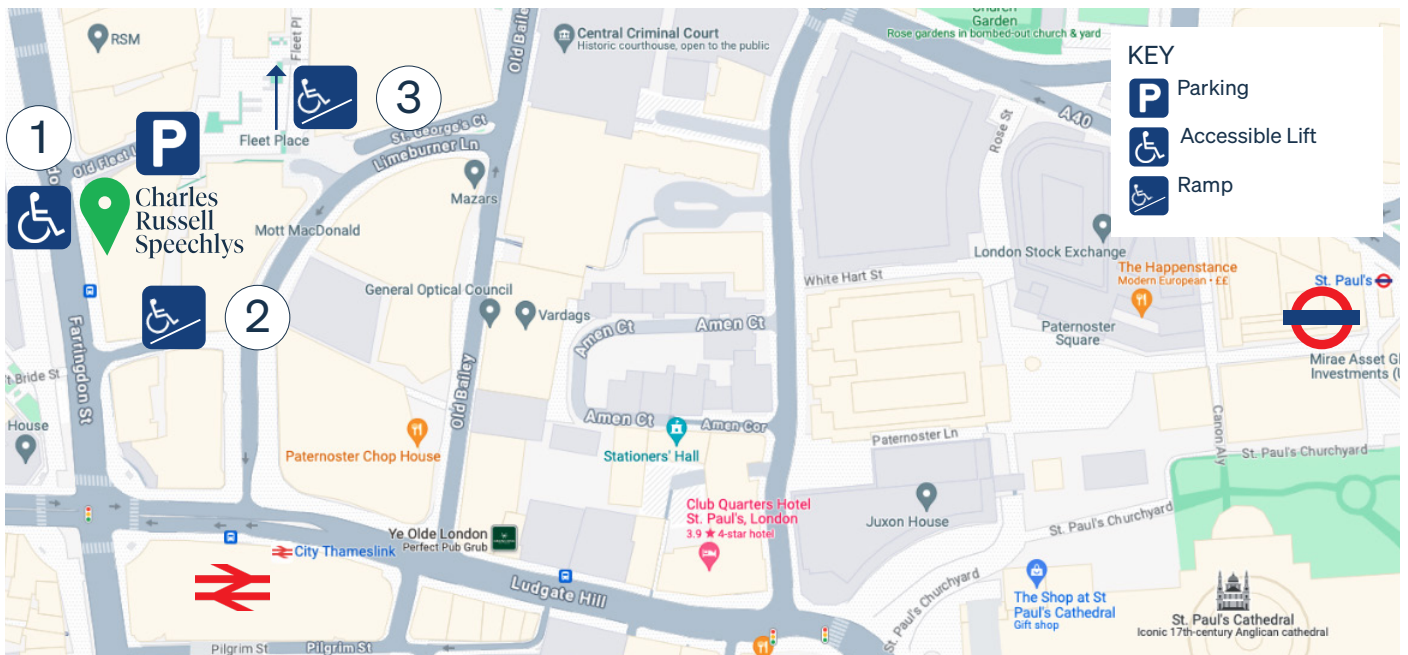 RSM
Fleet Pl
Old Bailey
Central Criminal Court
Historic courthouse, open to the public
Church
Garden
Rose gardens in bombed-out church & yard
KEY
P
Parking
Accessible Lift
Ramp
1
P
3
Fleet Place
St. George's Ct
Limeburner Ln
Old Fleet L
Rose St
A40
Charles
Russell
Speechlys
Mott MacDonald
Mazars
London Stock Exchange
The Happenstance
Modern European • ££
St. Paul's
White Hart St
General Optical Council
Vardags
2
Amen Ct
Amen Ct
Paternoster
Square
Mirae Asset Gl
Investments (U
Farringdon St
t Bride St
House
Old Bailey
Paternoster Chop House
Amen Ct
Amen Cor
Stationers' Hall
Paternoster Ln
Canon Aly
St. Paul's Churchyard
Club Quarters Hotel
St. Paul's, London
3.9 ★ 4-star hotel
Juxon House
St. Paul's Churchyard
Ye Olde London
Perfect Pub Grub
City Thameslink
Ludgate Hill
St. Paul's Churchyard
The Shop at St
Paul's Cathedral
Gift shop
St. Paul's Cathedral
Iconic 17th-century Anglican cathedral
Pilgrim St
Pilgrim St